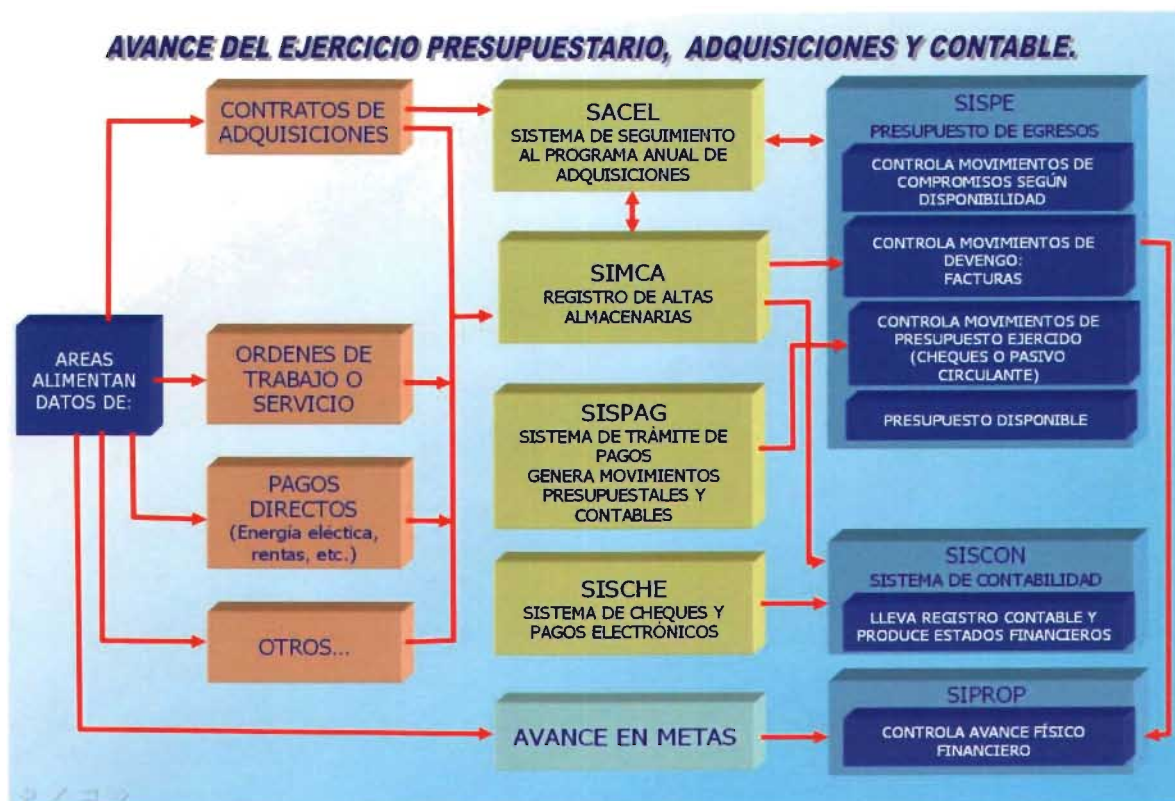 AVANCE DEL EJERCICIO PRESUPUESTARIO, ADQUISICIONES Y CONTABLE.
AREAS
ALIMENTAN
DATOS DE:
CONTRATOS DE
ADQUISICIONES
ORDENES DE
TRABAJO O
SERVICIO
PAGOS
DIRECTOS
(Energía eléctica,
rentas, etc.)
OTROS...
SACEL
SISTEMA DE SEGUIMIENTO
AL PROGRAMA ANUAL DE
ADQUISICIONES
SIMCA
REGISTRO DE ALTAS
ALMACENARIAS
SISPAG
SISTEMA DE TRÁMITE DE
PAGOS
GENERA MOVIMIENTOS
PRESUPUESTALES Y
CONTABLES
SISCHE
SISTEMA DE CHEQUES Y
PAGOS ELECTRÓNICOS
AVANCE EN METAS
SISPE
PRESUPUESTO DE EGRESOS
CONTROLA MOVIMIENTOS DE
COMPROMISOS SEGÚN
DISPONIBILIDAD
CONTROLA MOVIMIENTOS DE
DEVENGO:
FACTURAS
CONTROLA MOVIMIENTOS DE
PRESUPUESTO EJERCIDO
(CHEQUES O PASIVO
CIRCULANTE)
PRESUPUESTO DISPONIBLE
SISCON
SISTEMA DE CONTABILIDAD
LLEVA REGISTRO CONTABLE Y
PRODUCE ESTADOS FINANCIEROS
SIPROP
CONTROLA AVANCE FÍSICO
FINANCIERO